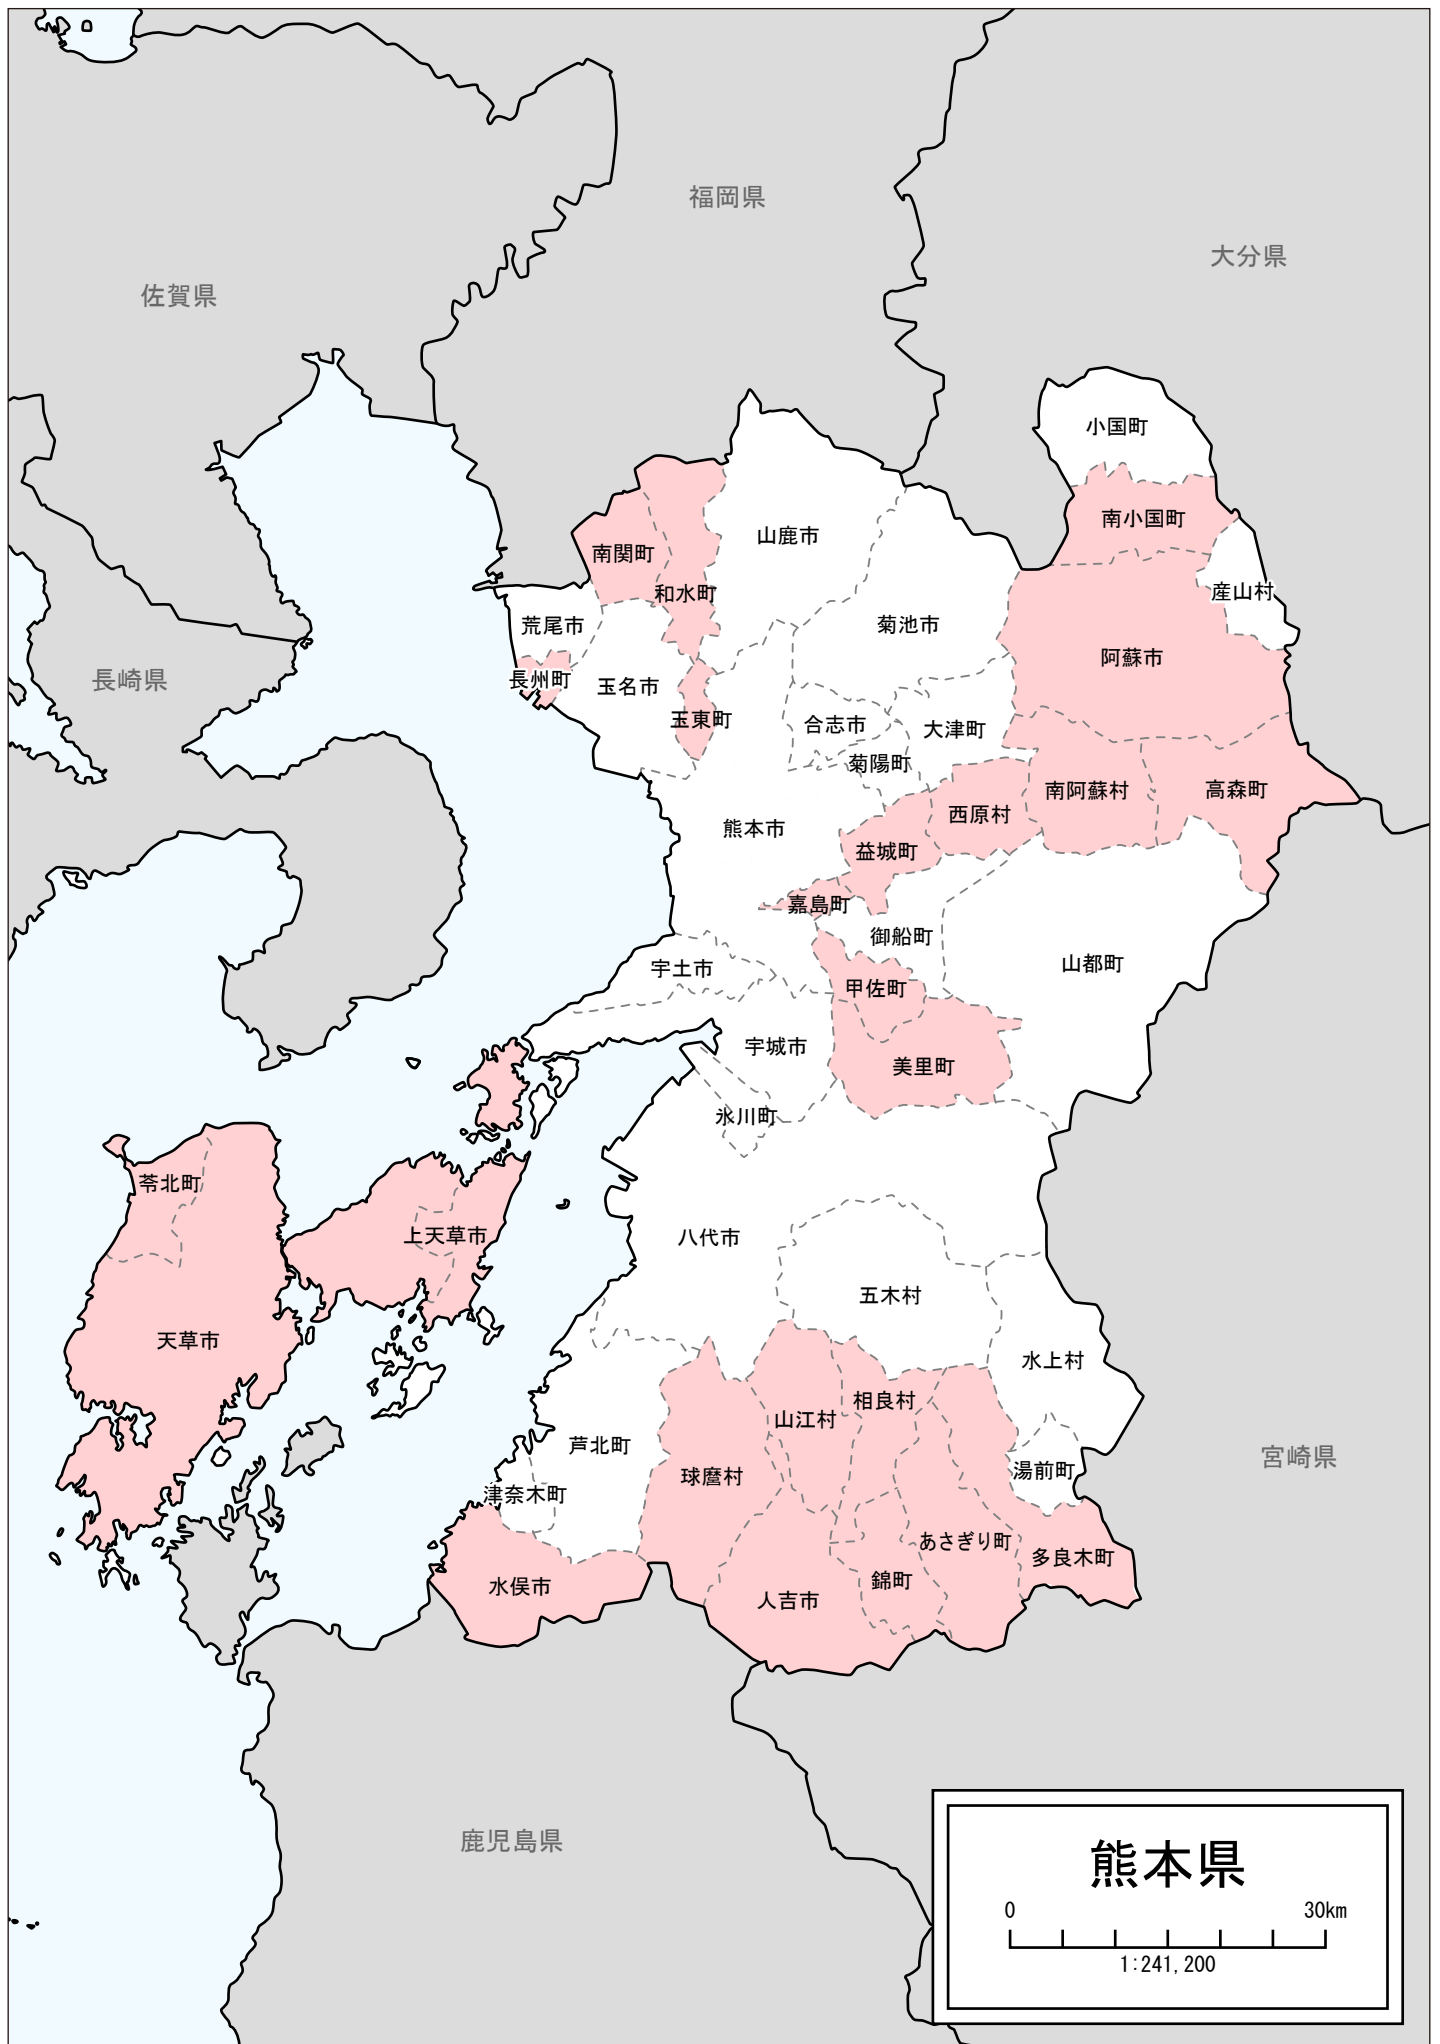 福岡県
大分県
佐賀県
小国町
南小国町
山鹿市
南関町
和水町
産山村
荒尾市
菊池市
阿蘇市
長崎県
長州町
玉名市
玉東町
合志市
大津町
菊陽町
南阿蘇村
高森町
西原村
熊本市
益城町
嘉島町
御船町
山都町
宇土市
甲佐町
宇城市
美里町
氷川町
苓北町
上天草市
八代市
五木村
天草市
水上村
相良村
山江村
芦北町
宮崎県
湯前町
球磨村
津奈木町
あさぎり町
多良木町
錦町
水俣市
人吉市
鹿児島県
熊本県
0 30km
1:241,200